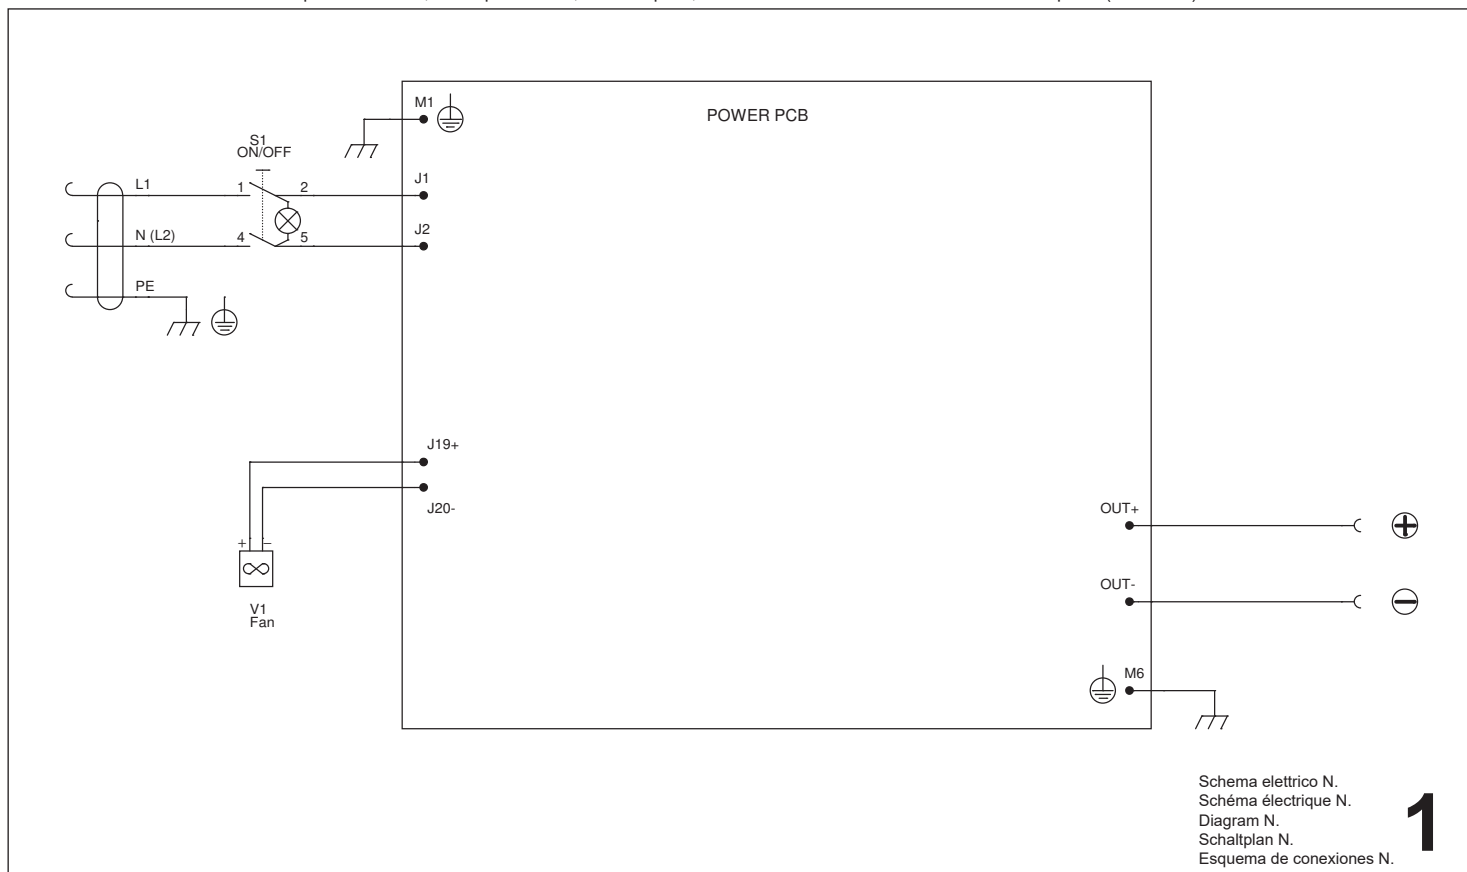 POWER PCB
M1
S1
ON/OFF
L1
1
2
J1
N (L2)
4
5
J2
PE
J19+
J20-
+
–
V1
Fan
OUT+
OUT-
M6
Schema elettrico N.
Schéma électrique N.
Diagram N.
Schaltplan N.
Esquema de conexiones N.
1